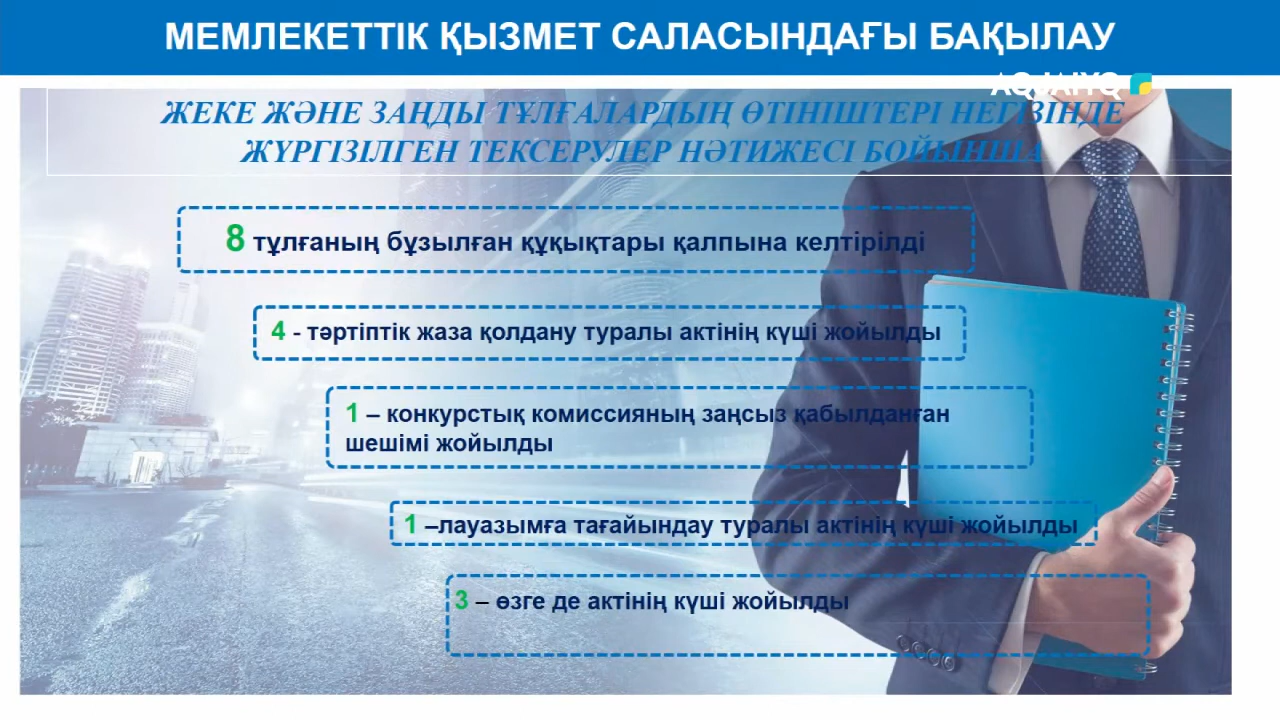 МЕМЛЕКЕТТІК ҚЫЗМЕТ САЛАСЫНДАҒЫ БАҚЫЛАУ
AQJAIYQ
ЖЕКЕ ЖӘНЕ ЗАҢДЫ ТҰЛҒАЛАРДЫҢ ӨТІНІШТЕРІ НЕГІЗІНДЕ
ЖҮРГІЗІЛГЕН ТЕКСЕРУЛЕР НӘТИЖЕСІ БОЙЫНША
8 тұлғаның бұзылған құқықтары қалпына келтірілді
4 - тәртіптік жаза қолдану туралы актінің күші жойылды
1 – конкурстық комиссияның заңсыз қабылданған
шешімі жойылды
1 –лауазымға тағайындау туралы актінің күші жойылды
3 – өзге де актінің күші жойылды